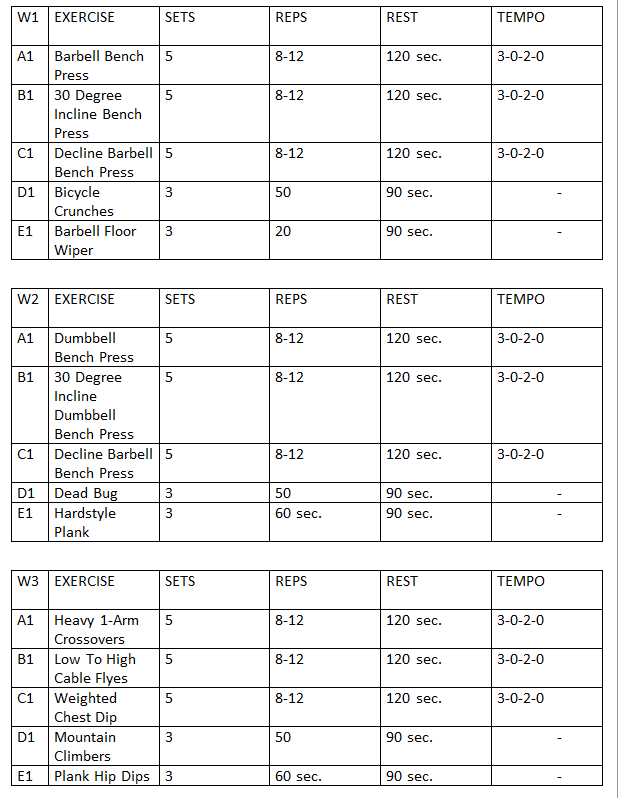 W1 EXERCISE SETS REPS REST TEMPO
A1 Barbell Bench 5 8-12 120 sec. 3-0-2-0
Press
B1 30 Degree 5 8-12 120 sec. 3-0-2-0
Incline Bench
Press
C1 Decline Barbell 5 8-12 120 sec. 3-0-2-0
Bench Press
D1 Bicycle 3 50 90 sec. -
Crunches
E1 Barbell Floor 3 20 90 sec. -
Wiper
W2 EXERCISE SETS REPS REST TEMPO
A1 Dumbbell 5 8-12 120 sec. 3-0-2-0
Bench Press
B1 30 Degree 5 8-12 120 sec. 3-0-2-0
Incline
Dumbbell
Bench Press
C1 Decline Barbell 5 8-12 120 sec. 3-0-2-0
Bench Press
D1 Dead Bug 3 50 90 sec. -
E1 Hardstyle 3 60 sec. 90 sec. -
Plank
W3 EXERCISE SETS REPS REST TEMPO
A1 Heavy 1-Arm 5 8-12 120 sec. 3-0-2-0
Crossovers
B1 Low To High 5 8-12 120 sec. 3-0-2-0
Cable Flyes
C1 Weighted 5 8-12 120 sec. 3-0-2-0
Chest Dip
D1 Mountain 3 50 90 sec. -
Climbers
E1 Plank Hip Dips 3 60 sec. 90 sec. -